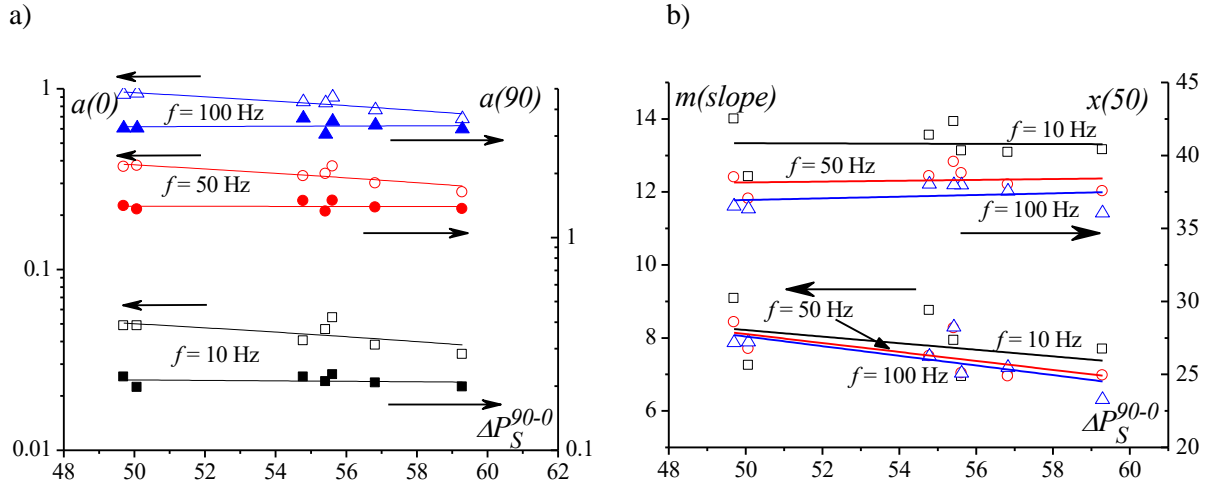 a)
a(0)
a(90)
f = 100 Hz
f = 50 Hz
f = 10 Hz
ΔP_S^90-0
1
0.1
0.01
1
0.1
48 50 52 54 56 58 60 62
b)
m(slope)
x(50)
f = 10 Hz
f = 50 Hz
f = 100 Hz
f = 50 Hz
f = 10 Hz
f = 100 Hz
ΔP_S^90-0
14
12
10
8
6
45
40
35
30
25
20
48 50 52 54 56 58 60